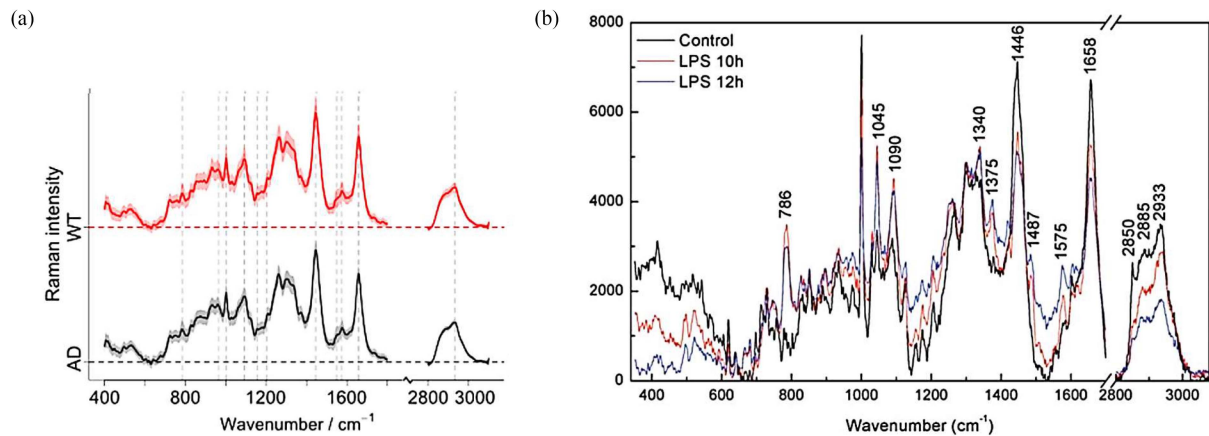 (a)
WT
AD
Raman intensity
400
800
1200
1600
2800 3000
Wavenumber / cm⁻¹
(b)
8000
6000
4000
2000
0
Control
LPS 10h
LPS 12h
786
1045
1090
1340
1375
1446
1487
1575
1658
2850
2885
2933
400 600 800 1000 1200 1400 1600 2800 2900 3000
Wavenumber (cm⁻¹)